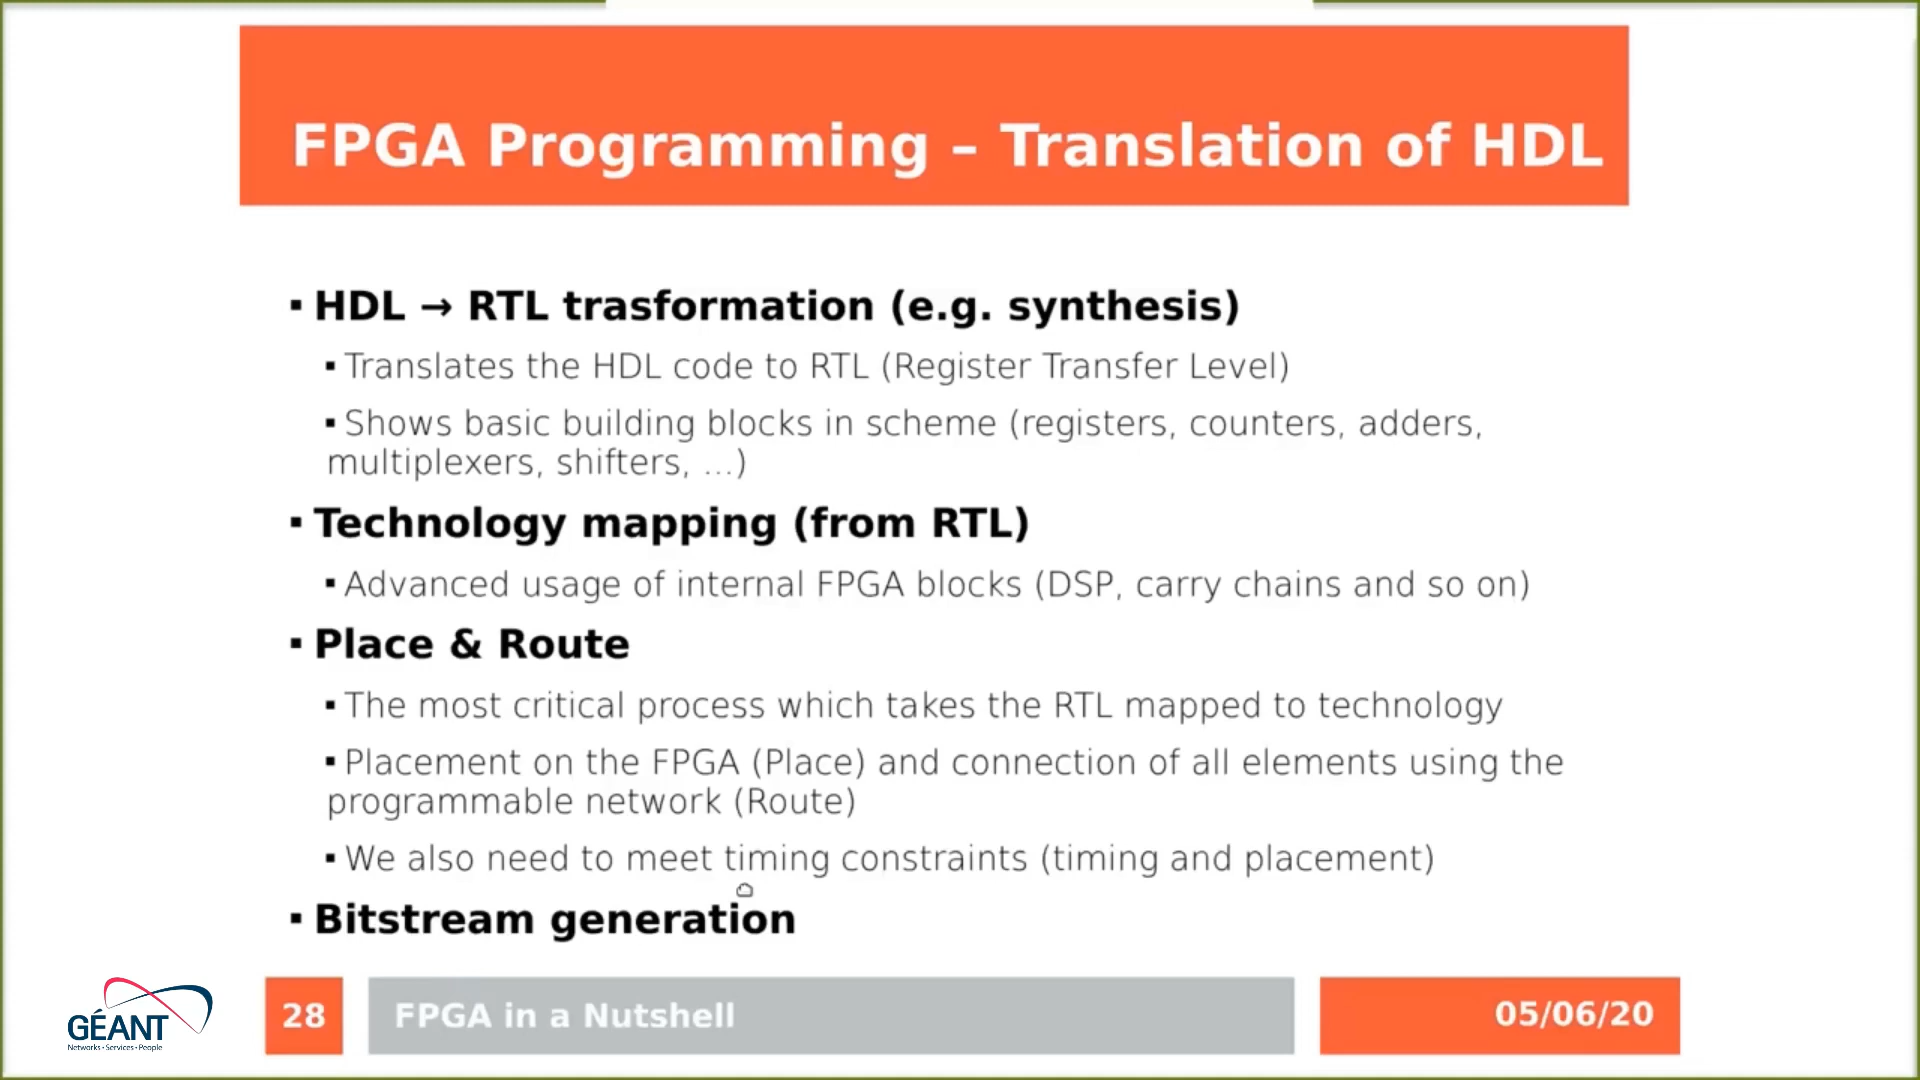 FPGA Programming – Translation of HDL
▪ HDL → RTL trasformation (e.g. synthesis)
▪ Translates the HDL code to RTL (Register Transfer Level)
▪ Shows basic building blocks in scheme (registers, counters, adders,
multiplexers, shifters, ...)
▪ Technology mapping (from RTL)
▪ Advanced usage of internal FPGA blocks (DSP, carry chains and so on)
▪ Place & Route
▪ The most critical process which takes the RTL mapped to technology
▪ Placement on the FPGA (Place) and connection of all elements using the
programmable network (Route)
▪ We also need to meet timing constraints (timing and placement)
▪ Bitstream generation
GÉANT
Networks • Services • People
28
FPGA in a Nutshell
05/06/20